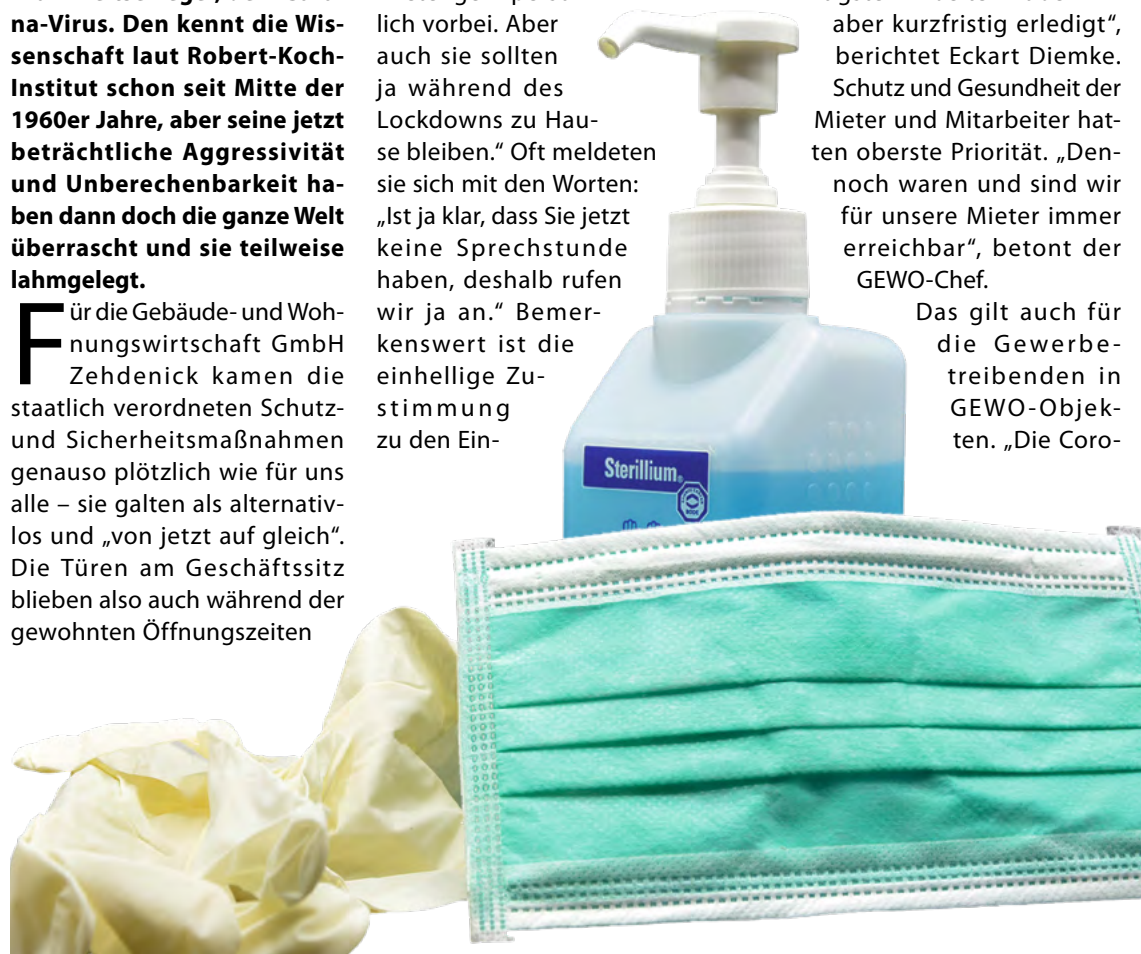 na-Virus. Den kennt die Wis-
senschaft laut Robert-Koch-
Institut schon seit Mitte der
1960er Jahre, aber seine jetzt
beträchtliche Aggressivität
und Unberechenbarkeit ha-
ben dann doch die ganze Welt
überrascht und sie teilweise
lahmgelegt.
Für die Gebäude- und Woh-
nungswirtschaft GmbH
Zehdenick kamen die
staatlich verordneten Schutz-
und Sicherheitsmaßnahmen
genauso plötzlich wie für uns
alle – sie galten als alternativ-
los und „von jetzt auf gleich“.
Die Türen am Geschäftssitz
blieben also auch während der
gewohnten Öffnungszeiten
lich vorbei. Aber
auch sie sollten
ja während des
Lockdowns zu Hau-
se bleiben.“ Oft meldeten
sie sich mit den Worten:
„Ist ja klar, dass Sie jetzt
keine Sprechstunde
haben, deshalb rufen
wir ja an.“ Bemer-
kenswert ist die
einhellige Zu-
stimmung
zu den Ein-
aber kurzfristig erledigt“,
berichtet Eckart Diemke.
Schutz und Gesundheit der
Mieter und Mitarbeiter hat-
ten oberste Priorität. „Den-
noch waren und sind wir
für unsere Mieter immer
erreichbar“, betont der
GEWO-Chef.
Das gilt auch für
die Gewerbe-
treibenden in
GEWO-Objek-
ten. „Die Coro-
Sterillium®
BODE